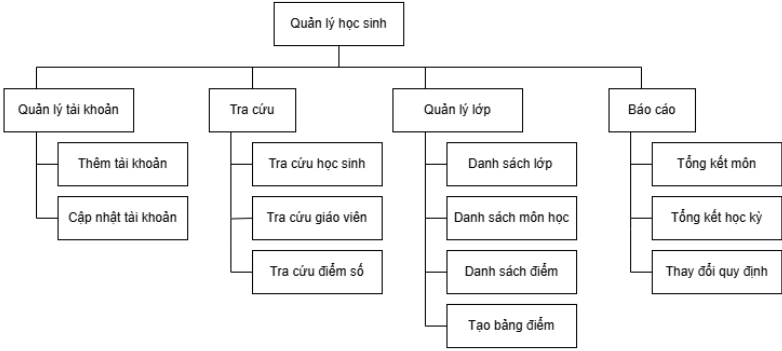 Quản lý học sinh
Quản lý tài khoản
Tra cứu
Quản lý lớp
Báo cáo
Thêm tài khoản
Tra cứu học sinh
Danh sách lớp
Tổng kết môn
Cập nhật tài khoản
Tra cứu giáo viên
Danh sách môn học
Tổng kết học kỳ
Tra cứu điểm số
Danh sách điểm
Thay đổi quy định
Tạo bảng điểm